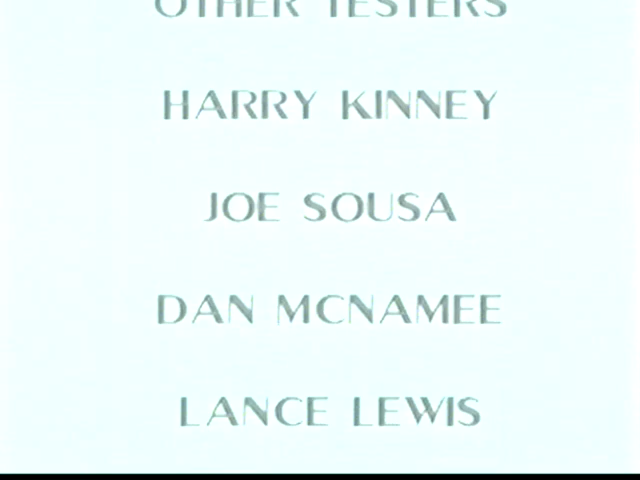 OTHER TESTERS
HARRY KINNEY
JOE SOUSA
DAN MCNAMEE
LANCE LEWIS